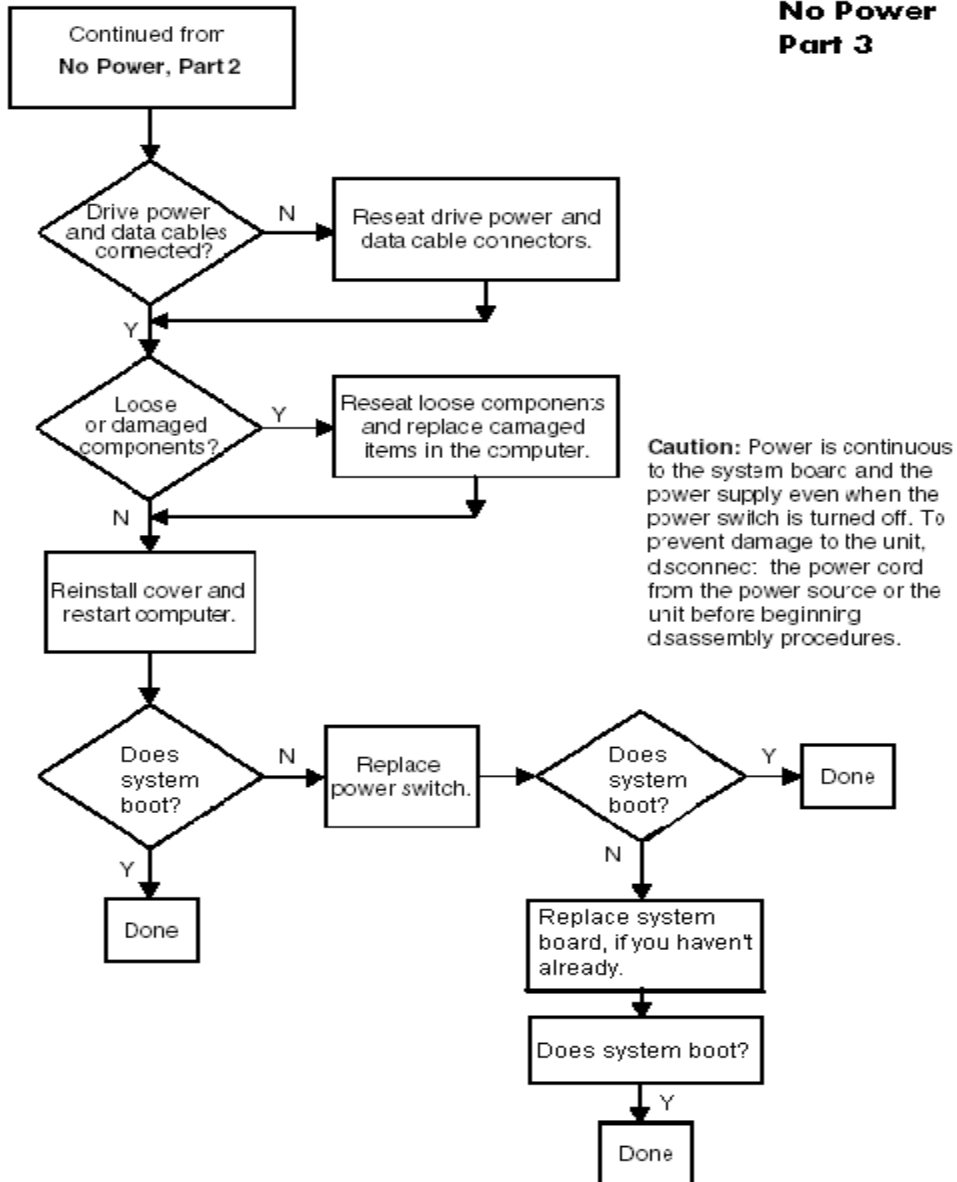 No Power
Part 3
Continued from
No Power, Part 2
Drive power
and data cables
connected?
N
Reseat drive power and
data cable connectors.
Y
Loose
or damaged
components?
Y
Reseat loose components
and replace camaged
items in the computer.
N
Caution: Power is continuous
to the system board and the
power supply even when the
power switch is turned off. To
prevent damage to the unit,
disconnect the power cord
from the power source or the
unit before beginning
disassembly procedures.
Reinstall cover and
restart computer.
Does
system
boot?
N
Replace
power switch.
Does
system
boot?
Y
Done
Y
Done
N
Replace system
board, if you haven't
already.
Does system boot?
Y
Done